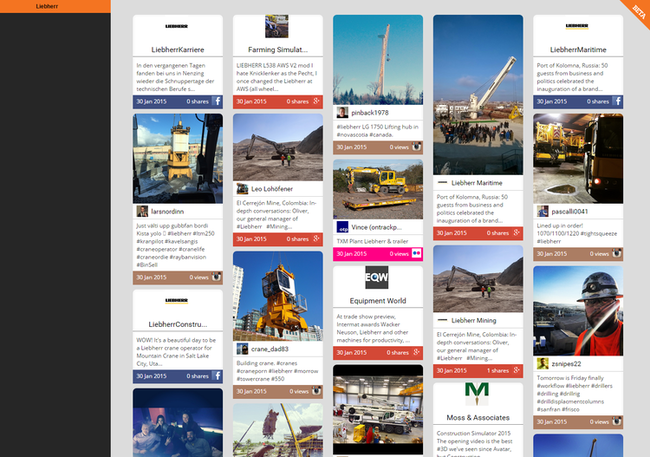 Liebherr
BETA
LIEBHERR
LiebherrKarriere
In den vergangenen Tagen
fanden bei uns in Nenzing
wieder die Schnuppertage der
technischen Berufe s...
30 Jan 2015 0 shares
larsnordinn
Just vätti upp gubbfan bordl
Kista yolo #liebherr #ltm250
#kranpilot #kavelsangis
#craneoperator #cranelife
#craneordie #raybanvision
#BinSell
30 Jan 2015 0 views
LIEBHERR
LiebherrConstru...
WOW! It's a beautiful day to be
a Liebherr crane operator for
Mountain Crane in Salt Lake
City, Uta...
30 Jan 2015 0 shares
Farming Simulat...
LIEBHERR L538 AWS V2 mod I
hate Knicklenker as the Pecht, I
once changed the Liebherr at
AWS (all wheel...
30 Jan 2015 0 shares
Leo Lohöfener
El Cerrejón Mine, Colombia: In-
depth conversations: Oliver,
our general manager of
#Liebherr #Mining...
30 Jan 2015 0 shares
crane_dad83
Building crane. #cranes
#craneporn #liebherr #morrow
#towercrane #550
30 Jan 2015 0 views
pinback1978
#liebherr LG 1750 Lifting hub in
#novascotia #canada.
30 Jan 2015 0 views
otp
Vince (ontrackp...
TXM Plant Liebherr & trailer
30 Jan 2015 0 views
EQW
Equipment World
At trade show preview,
Intermat awards Wacker
Neuson, Liebherr and other
machines for productivity, ...
30 Jan 2015 0 shares
Liebherr Maritime
Port of Kolomna, Russia: 50
guests from business and
politics celebrated the
inauguration of a brand...
30 Jan 2015 0 shares
Liebherr Mining
El Cerrejón Mine, Colombia: In-
depth conversations: Oliver,
our general manager of
#Liebherr #Mining...
30 Jan 2015 1 shares
M
Moss & Associates
Construction Simulator 2015
The opening video is the best
#3D we've seen since Avatar,
but Construction
LIEBHERR
LiebherrMaritime
Port of Kolomna, Russia: 50
guests from business and
politics celebrated the
inauguration of a brand...
30 Jan 2015 0 shares
pascalli0041
Lined up in order!
1070/1100/1220 #tightsqueeze
#liebherr
30 Jan 2015 0 views
zsnipes22
Tomorrow is Friday finally
#workflow #liebherr #drillers
#drilling #drilling
#drilldisplaomentcolumns
#sanfran #frisco
30 Jan 2015 0 views